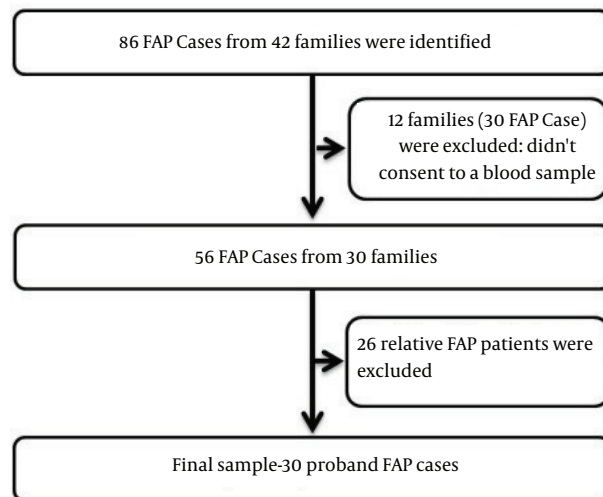 86 FAP Cases from 42 families were identified
12 families (30 FAP Case)
were excluded: didn't
consent to a blood sample
56 FAP Cases from 30 families
26 relative FAP patients were
excluded
Final sample-30 proband FAP cases